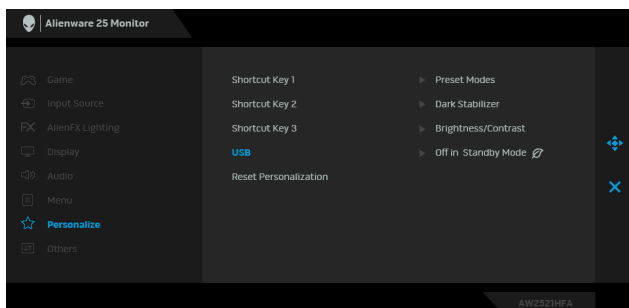 Alienware 25 Monitor
Game
Input Source
FX AlienFX Lighting
Display
Audio
Menu
Personalize
Others
Shortcut Key 1 Preset Modes
Shortcut Key 2 Dark Stabilizer
Shortcut Key 3 Brightness/Contrast
USB Off in Standby Mode
Reset Personalization
AW2521HFA